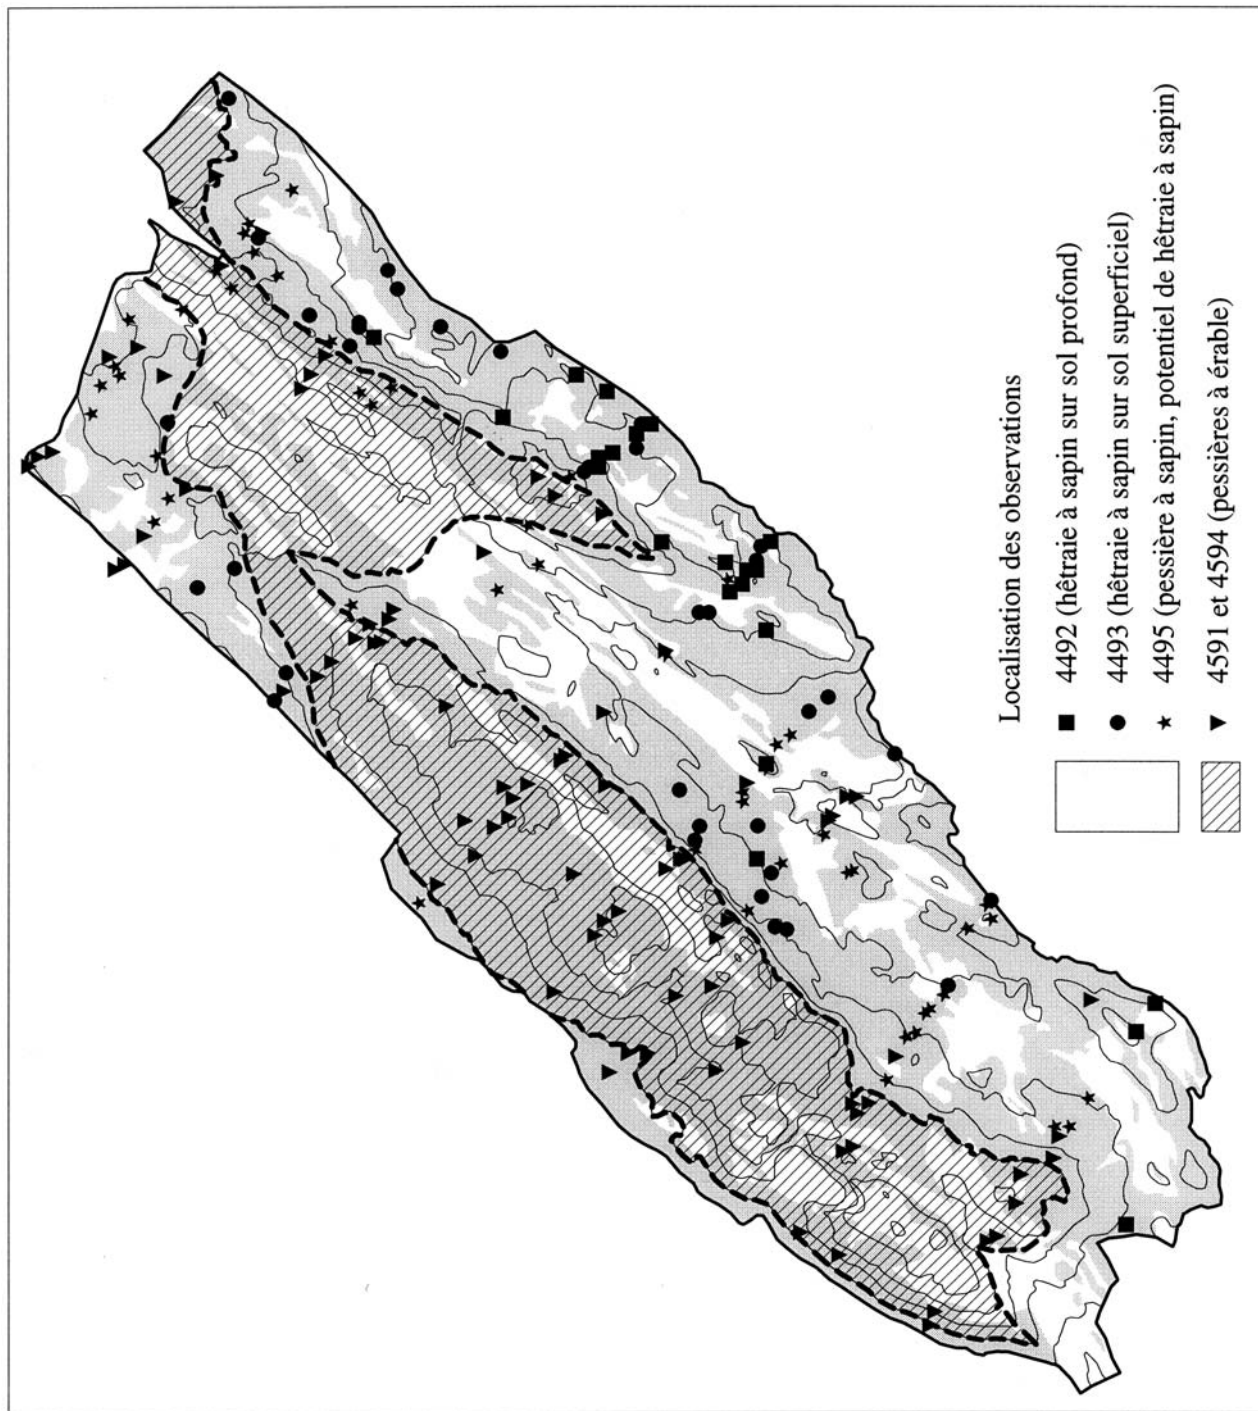 Localisation des observations
4492 (hêtraie à sapin sur sol profond)
4493 (hêtraie à sapin sur sol superficiel)
4495 (pessière à sapin, potentiel de hêtraie à sapin)
4591 et 4594 (pessières à érable)